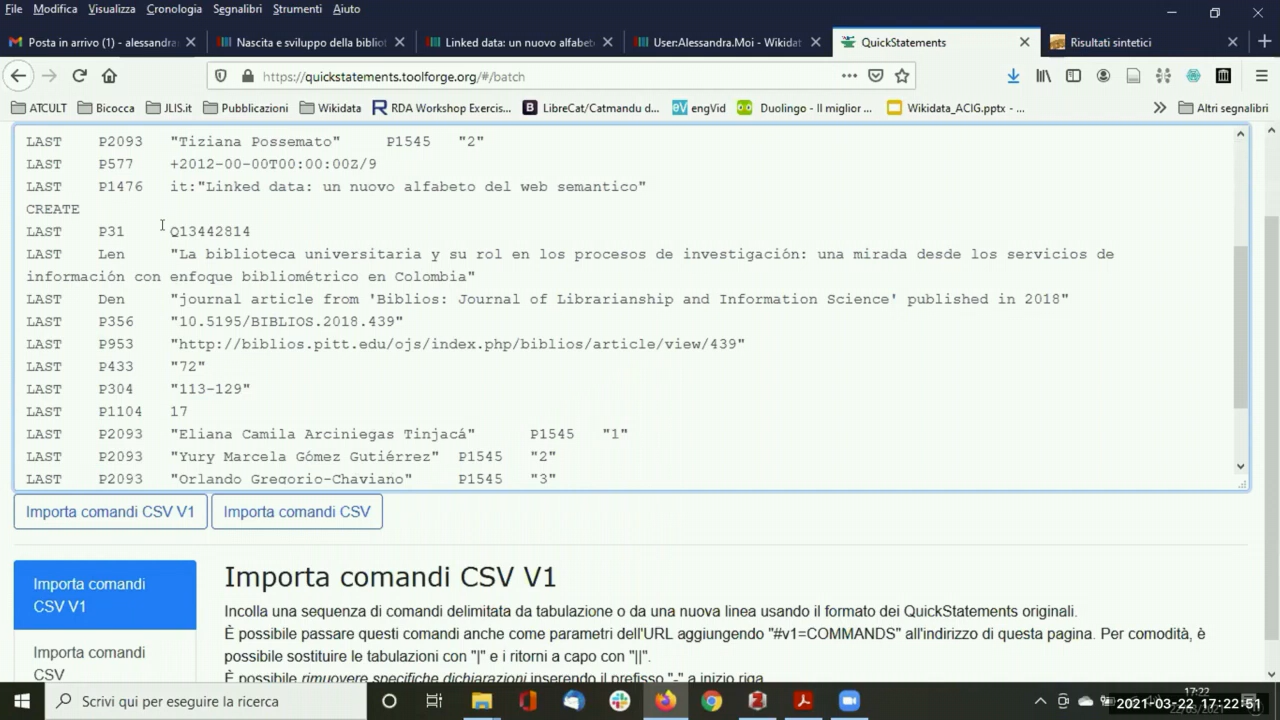 File Modifica Visualizza Cronologia Segnalibri Strumenti Aiuto
Posta in arrivo (1) - alessandra. Nascita e sviluppo della bibliot Linked data: un nuovo alfabet User:Alessandra.Moi - Wikidat QuickStatements Risultati sintetici
https://quickstatements.toolforge.org/#/batch
ATCULT Bicocca JLIS.it Pubblicazioni Wikidata RDA Workshop Exercis... LibreCat/Catmandu d... engVid Duolingo - Il miglior ... Wikidata_ACIG.pptx - ... Altri segnalibri
LAST P2093 "Tiziana Possemato" P1545 "2"
LAST P577 +2012-00-00T00:00:00Z/9
LAST P1476 it:"Linked data: un nuovo alfabeto del web semantico"
CREATE
LAST P31 Q13442814
LAST Len "La biblioteca universitaria y su rol en los procesos de investigación: una mirada desde los servicios de
información con enfoque bibliométrico en Colombia"
LAST Den "journal article from 'Biblios: Journal of Librarianship and Information Science' published in 2018"
LAST P356 "10.5195/BIBLIOS.2018.439"
LAST P953 "http://biblios.pitt.edu/ojs/index.php/biblios/article/view/439"
LAST P433 "72"
LAST P304 "113-129"
LAST P1104 17
LAST P2093 "Eliana Camila Arciniegas Tinjacá" P1545 "1"
LAST P2093 "Yury Marcela Gómez Gutiérrez" P1545 "2"
LAST P2093 "Orlando Gregorio-Chaviano" P1545 "3"
Importa comandi CSV V1 Importa comandi CSV
Importa comandi CSV V1
Importa comandi
CSV V1
Incolla una sequenza di comandi delimitata da tabulazione o da una nuova linea usando il formato dei QuickStatements originali.
È possibile passare questi comandi anche come parametri dell'URL aggiungendo "#v1=COMMANDS" all'indirizzo di questa pagina. Per comodità, è
possibile sostituire le tabulazioni con "|" e i ritorni a capo con "||".
È possibile rimuovere specifiche dichiarazioni inserendo il prefisso "-" a inizio riga.
Importa comandi
CSV
Scrivi qui per eseguire la ricerca
17:22
2021-03-22 17:22:51